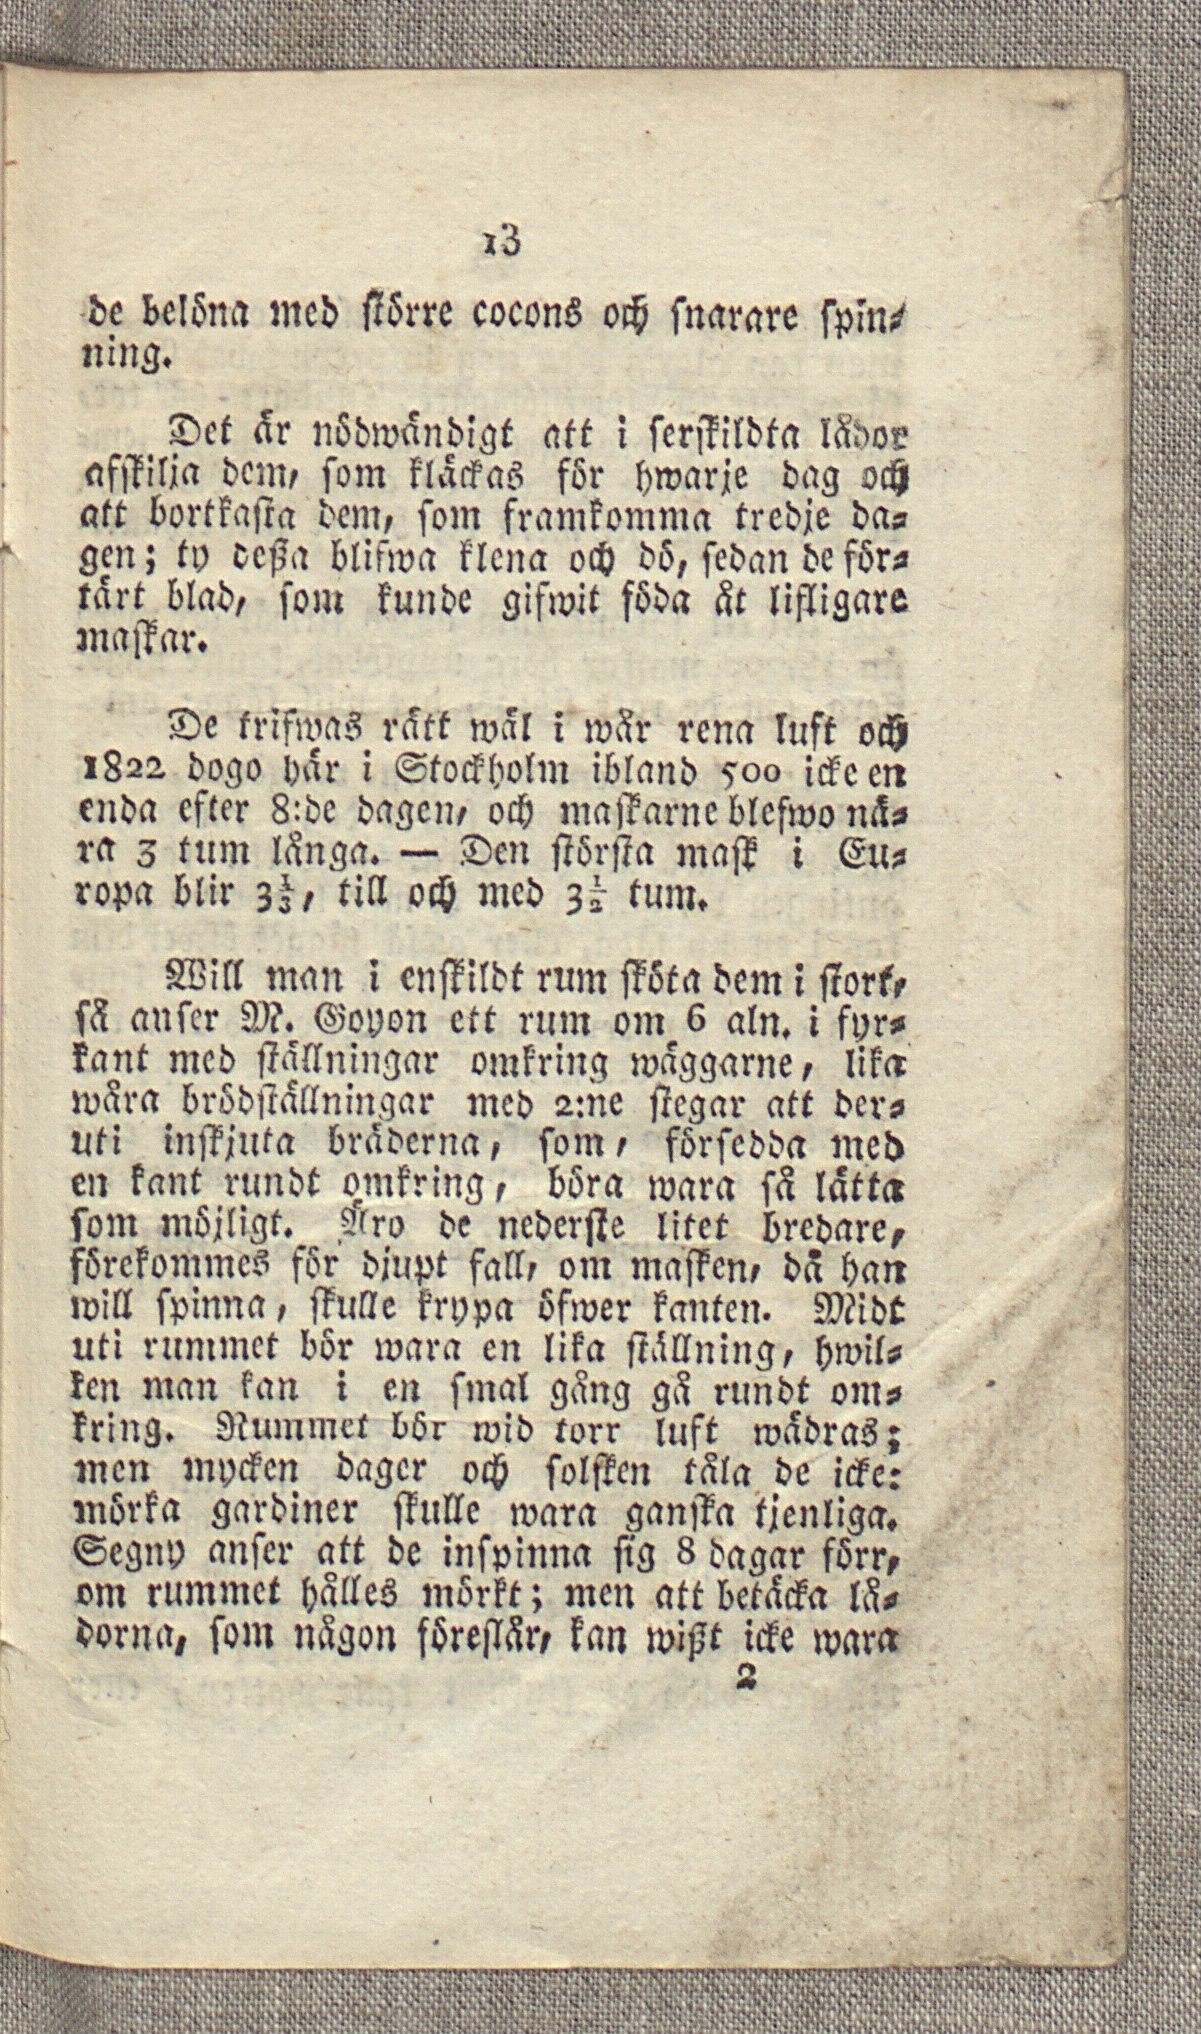 13
de belöna med större cocons och snarare spin-
ning.
Det är nödwändigt att i serskildta lådor
afskilja dem, som kläckas för hwarje dag och
att bortkasta dem, som framkomma tredje da-
gen; ty deßa blifwa klena och dö, sedan de för-
tärt blad, som kunde gifwit föda åt lifligare
maskar.
De trifwas rätt wäl i wår rena luft och
1822 dogo här i Stockholm ibland 500 icke en
enda efter 8:de dagen, och maskarne blefwo nä-
ra 3 tum långa. — Den största mask i Eu-
ropa blir 3⅓, till och med 3½ tum.
Will man i enskildt rum sköta dem i stort,
så anser M. Goyon ett rum om 6 aln. i fyr-
kant med ställningar omkring wäggarne, lika
wåra brödställningar med 2:ne stegar att der-
uti inskjuta bräderna, som, försedda med
en kant rundt omkring, böra wara så lätta
som möjligt. Äro de nederste litet bredare,
förekommes för djupt fall, om masken, då han
will spinna, skulle krypa öfwer kanten. Midt
uti rummet bör wara en lika ställning, hwil-
ken man kan i en smal gång gå rundt om-
kring. Rummet bör wid torr luft wädras;
men mycken dager och solsken tåla de icke:
mörka gardiner skulle wara ganska tjenliga.
Segny anser att de inspinna sig 8 dagar förr,
om rummet hålles mörkt; men att betäcka lå-
dorna, som någon föreslår, kan wißt icke wara
2